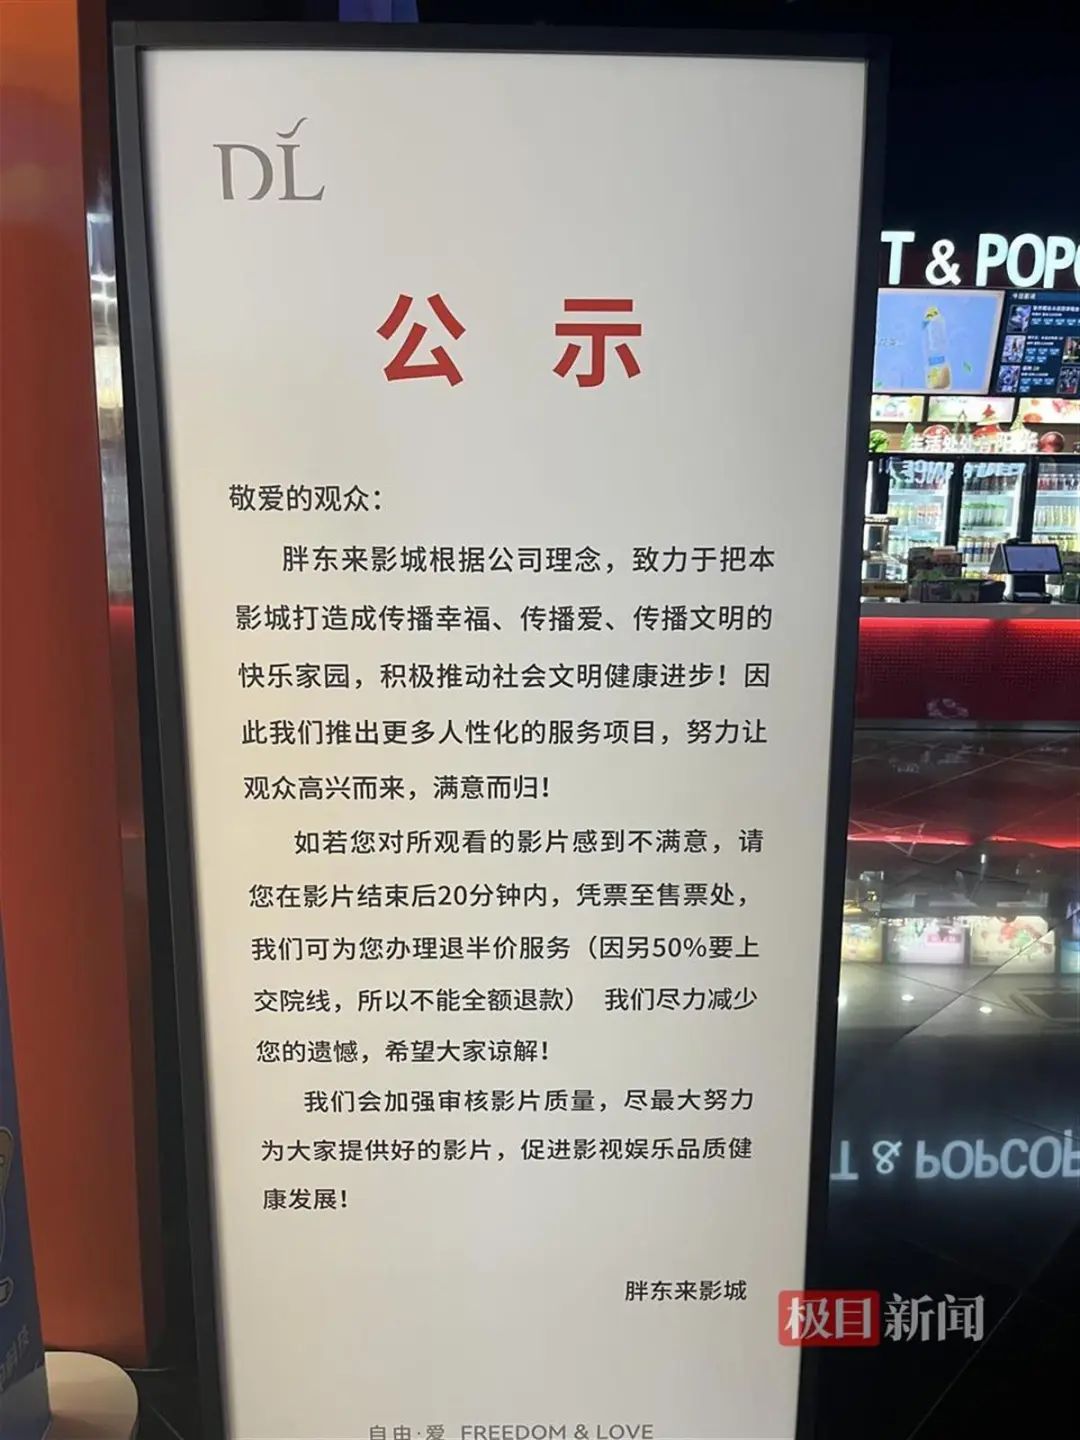 DL
公示
敬爱的观众：
胖东来影城根据公司理念，致力于把本
影城打造成传播幸福、传播爱、传播文明的
快乐家园，积极推动社会文明健康进步！因
此我们推出更多人性化的服务项目，努力让
观众高兴而来，满意而归！
如若您对所观看的影片感到不满意，请
您在影片结束后20分钟内，凭票至售票处，
我们可为您办理退半价服务（因另50%要上
交院线，所以不能全额退款） 我们尽力减少
您的遗憾，希望大家谅解！
我们会加强审核影片质量，尽最大努力
为大家提供好的影片，促进影视娱乐品质健
康发展！
胖东来影城
自由·爱 FREEDOM & LOVE
T & POPC
极目新闻